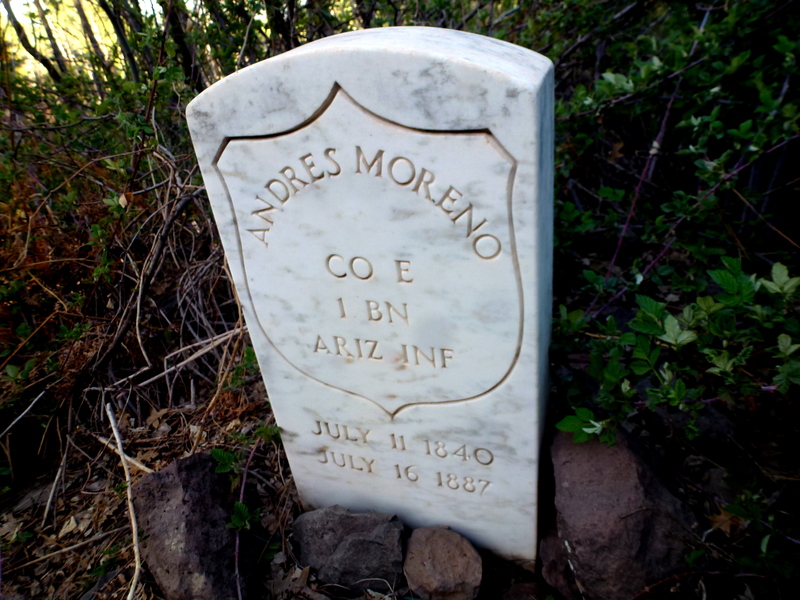 ANDRES MORENO
CO E
1 BN
ARIZ INF
JULY 11 1840
JULY 16 1887